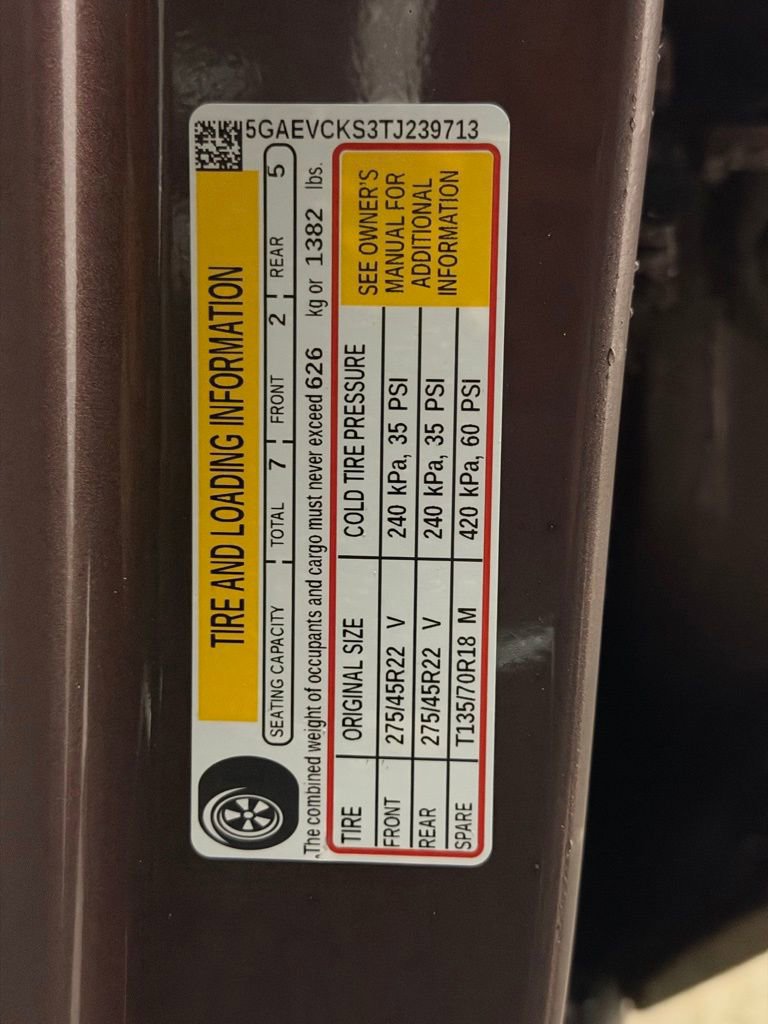 5GAEVCKS3TJ239713
TIRE AND LOADING INFORMATION
SEATING CAPACITY TOTAL 7 FRONT 2 REAR 5
The combined weight of occupants and cargo must never exceed 626 kg or 1382 lbs.
TIRE ORIGINAL SIZE COLD TIRE PRESSURE
FRONT 275/45R22 V 240 kPa, 35 PSI
REAR 275/45R22 V 240 kPa, 35 PSI
SPARE T135/70R18 M 420 kPa, 60 PSI
SEE OWNER'S
MANUAL FOR
ADDITIONAL
INFORMATION